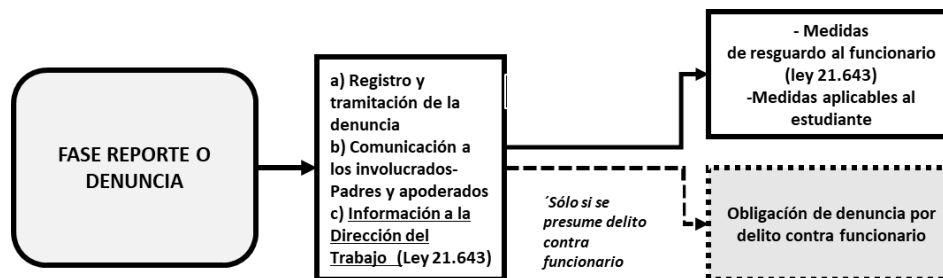 FASE REPORTE O
DENUNCIA
a) Registro y
tramitación de la
denuncia
b) Comunicación a
los involucrados-
Padres y apoderados
c) Información a la
Dirección del
Trabajo (Ley 21.643)
- Medidas
de resguardo al funcionario
(ley 21.643)
-Medidas aplicables al
estudiante
´Sólo si se
presume delito
contra
funcionario
Obligacíón de denuncia por
delito contra funcionario